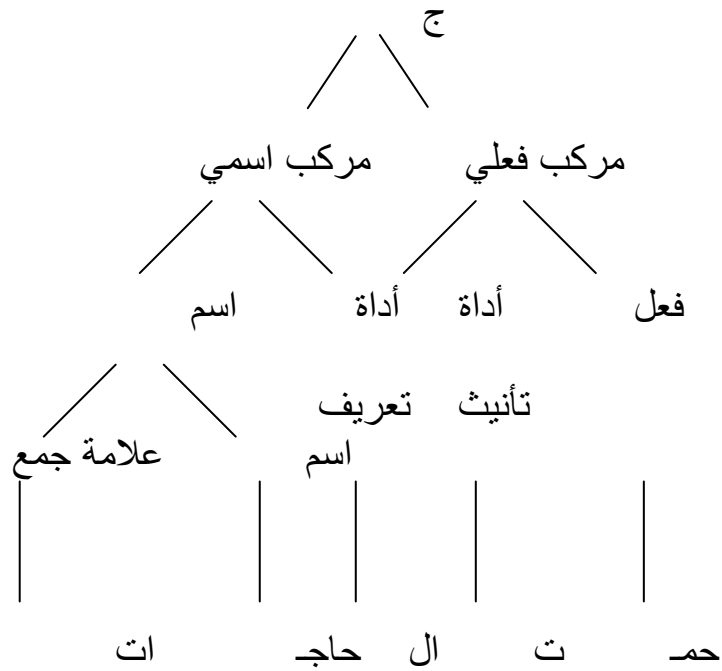 ج
مركب فعلي مركب اسمي
فعل أداة أداة اسم
تأنيث تعريف
اسم علامة جمع
حمـ ت ال حاجـ ات